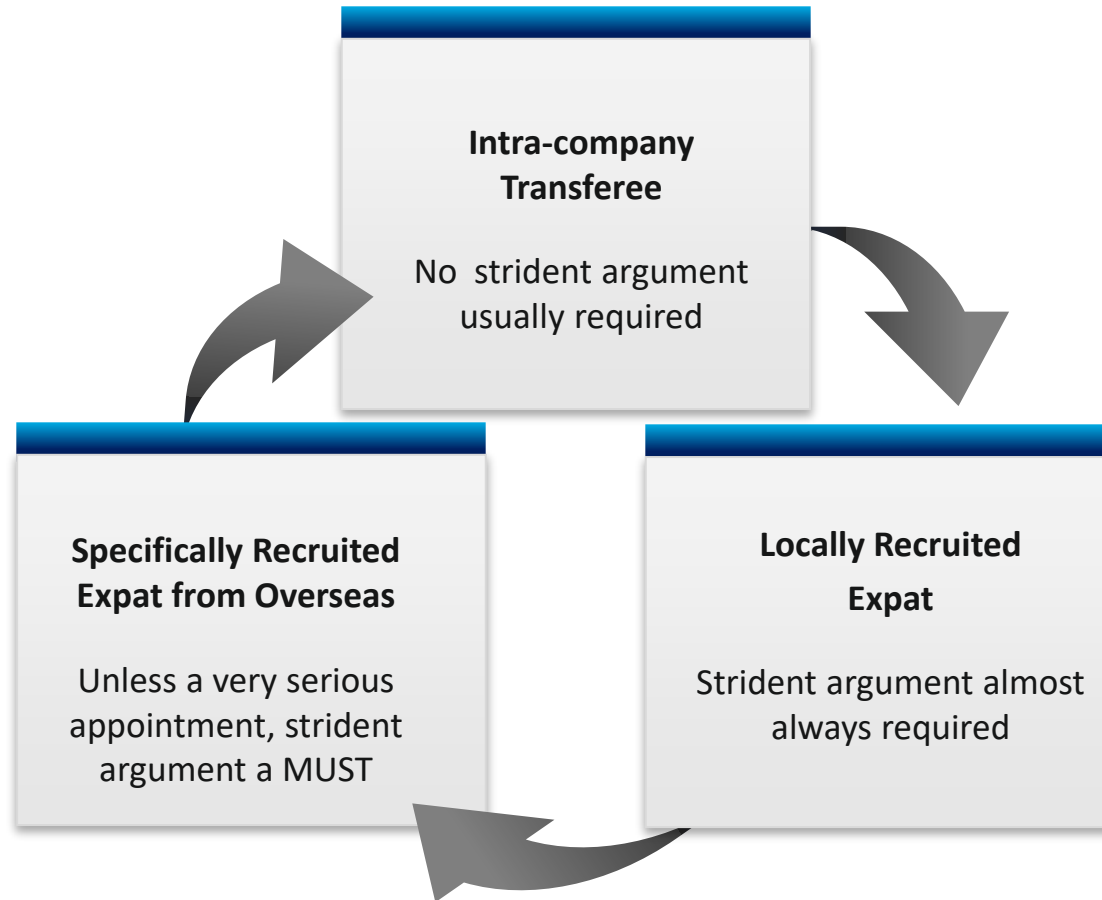 Intra-company
Transferee
No strident argument
usually required
Specifically Recruited
Expat from Overseas
Unless a very serious
appointment, strident
argument a MUST
Locally Recruited
Expat
Strident argument almost
always required